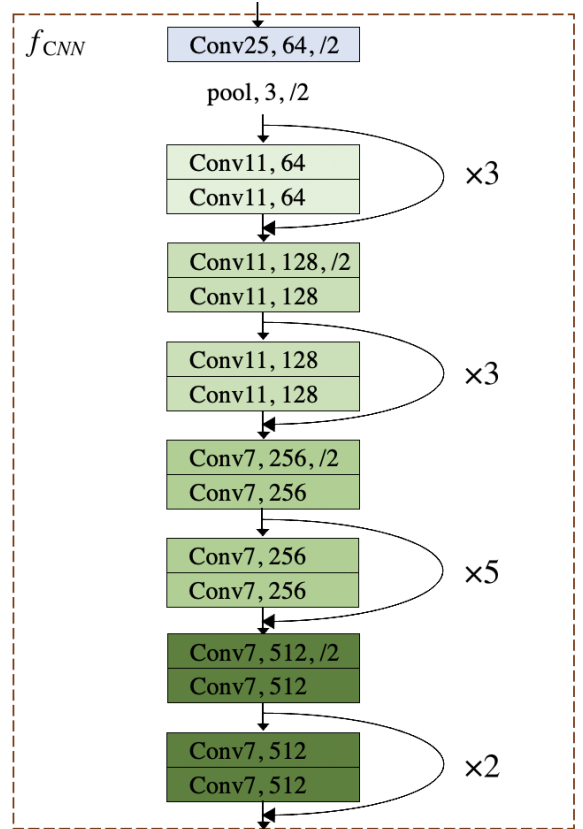 f_CNN
Conv25, 64, /2
pool, 3, /2
Conv11, 64
Conv11, 64
×3
Conv11, 128, /2
Conv11, 128
Conv11, 128
Conv11, 128
×3
Conv7, 256, /2
Conv7, 256
Conv7, 256
Conv7, 256
×5
Conv7, 512, /2
Conv7, 512
Conv7, 512
Conv7, 512
×2